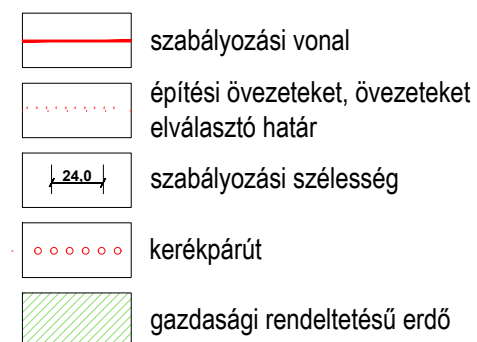 szabályozási vonal
építési övezeteket, övezeteket
elválasztó határ
24,0
szabályozási szélesség
kerékpárút
gazdasági rendeltetésű erdő